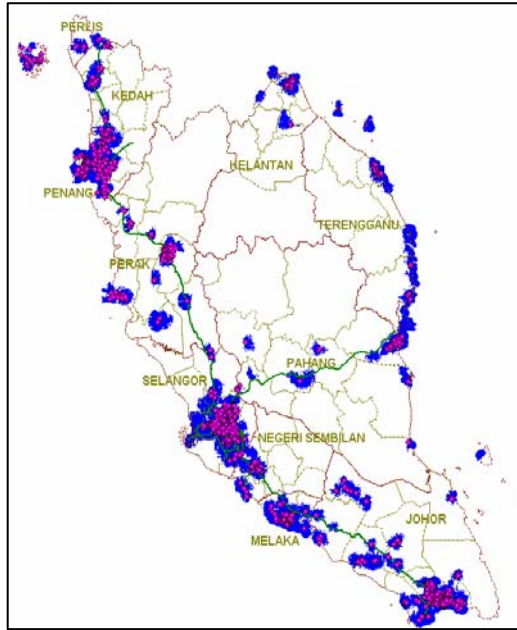 PERLIS
KEDAH
KELANTAN
PENANG
TERENGGANU
PERAK
PAHANG
SELANGOR
NEGERI SEMBILAN
JOHOR
MELAKA